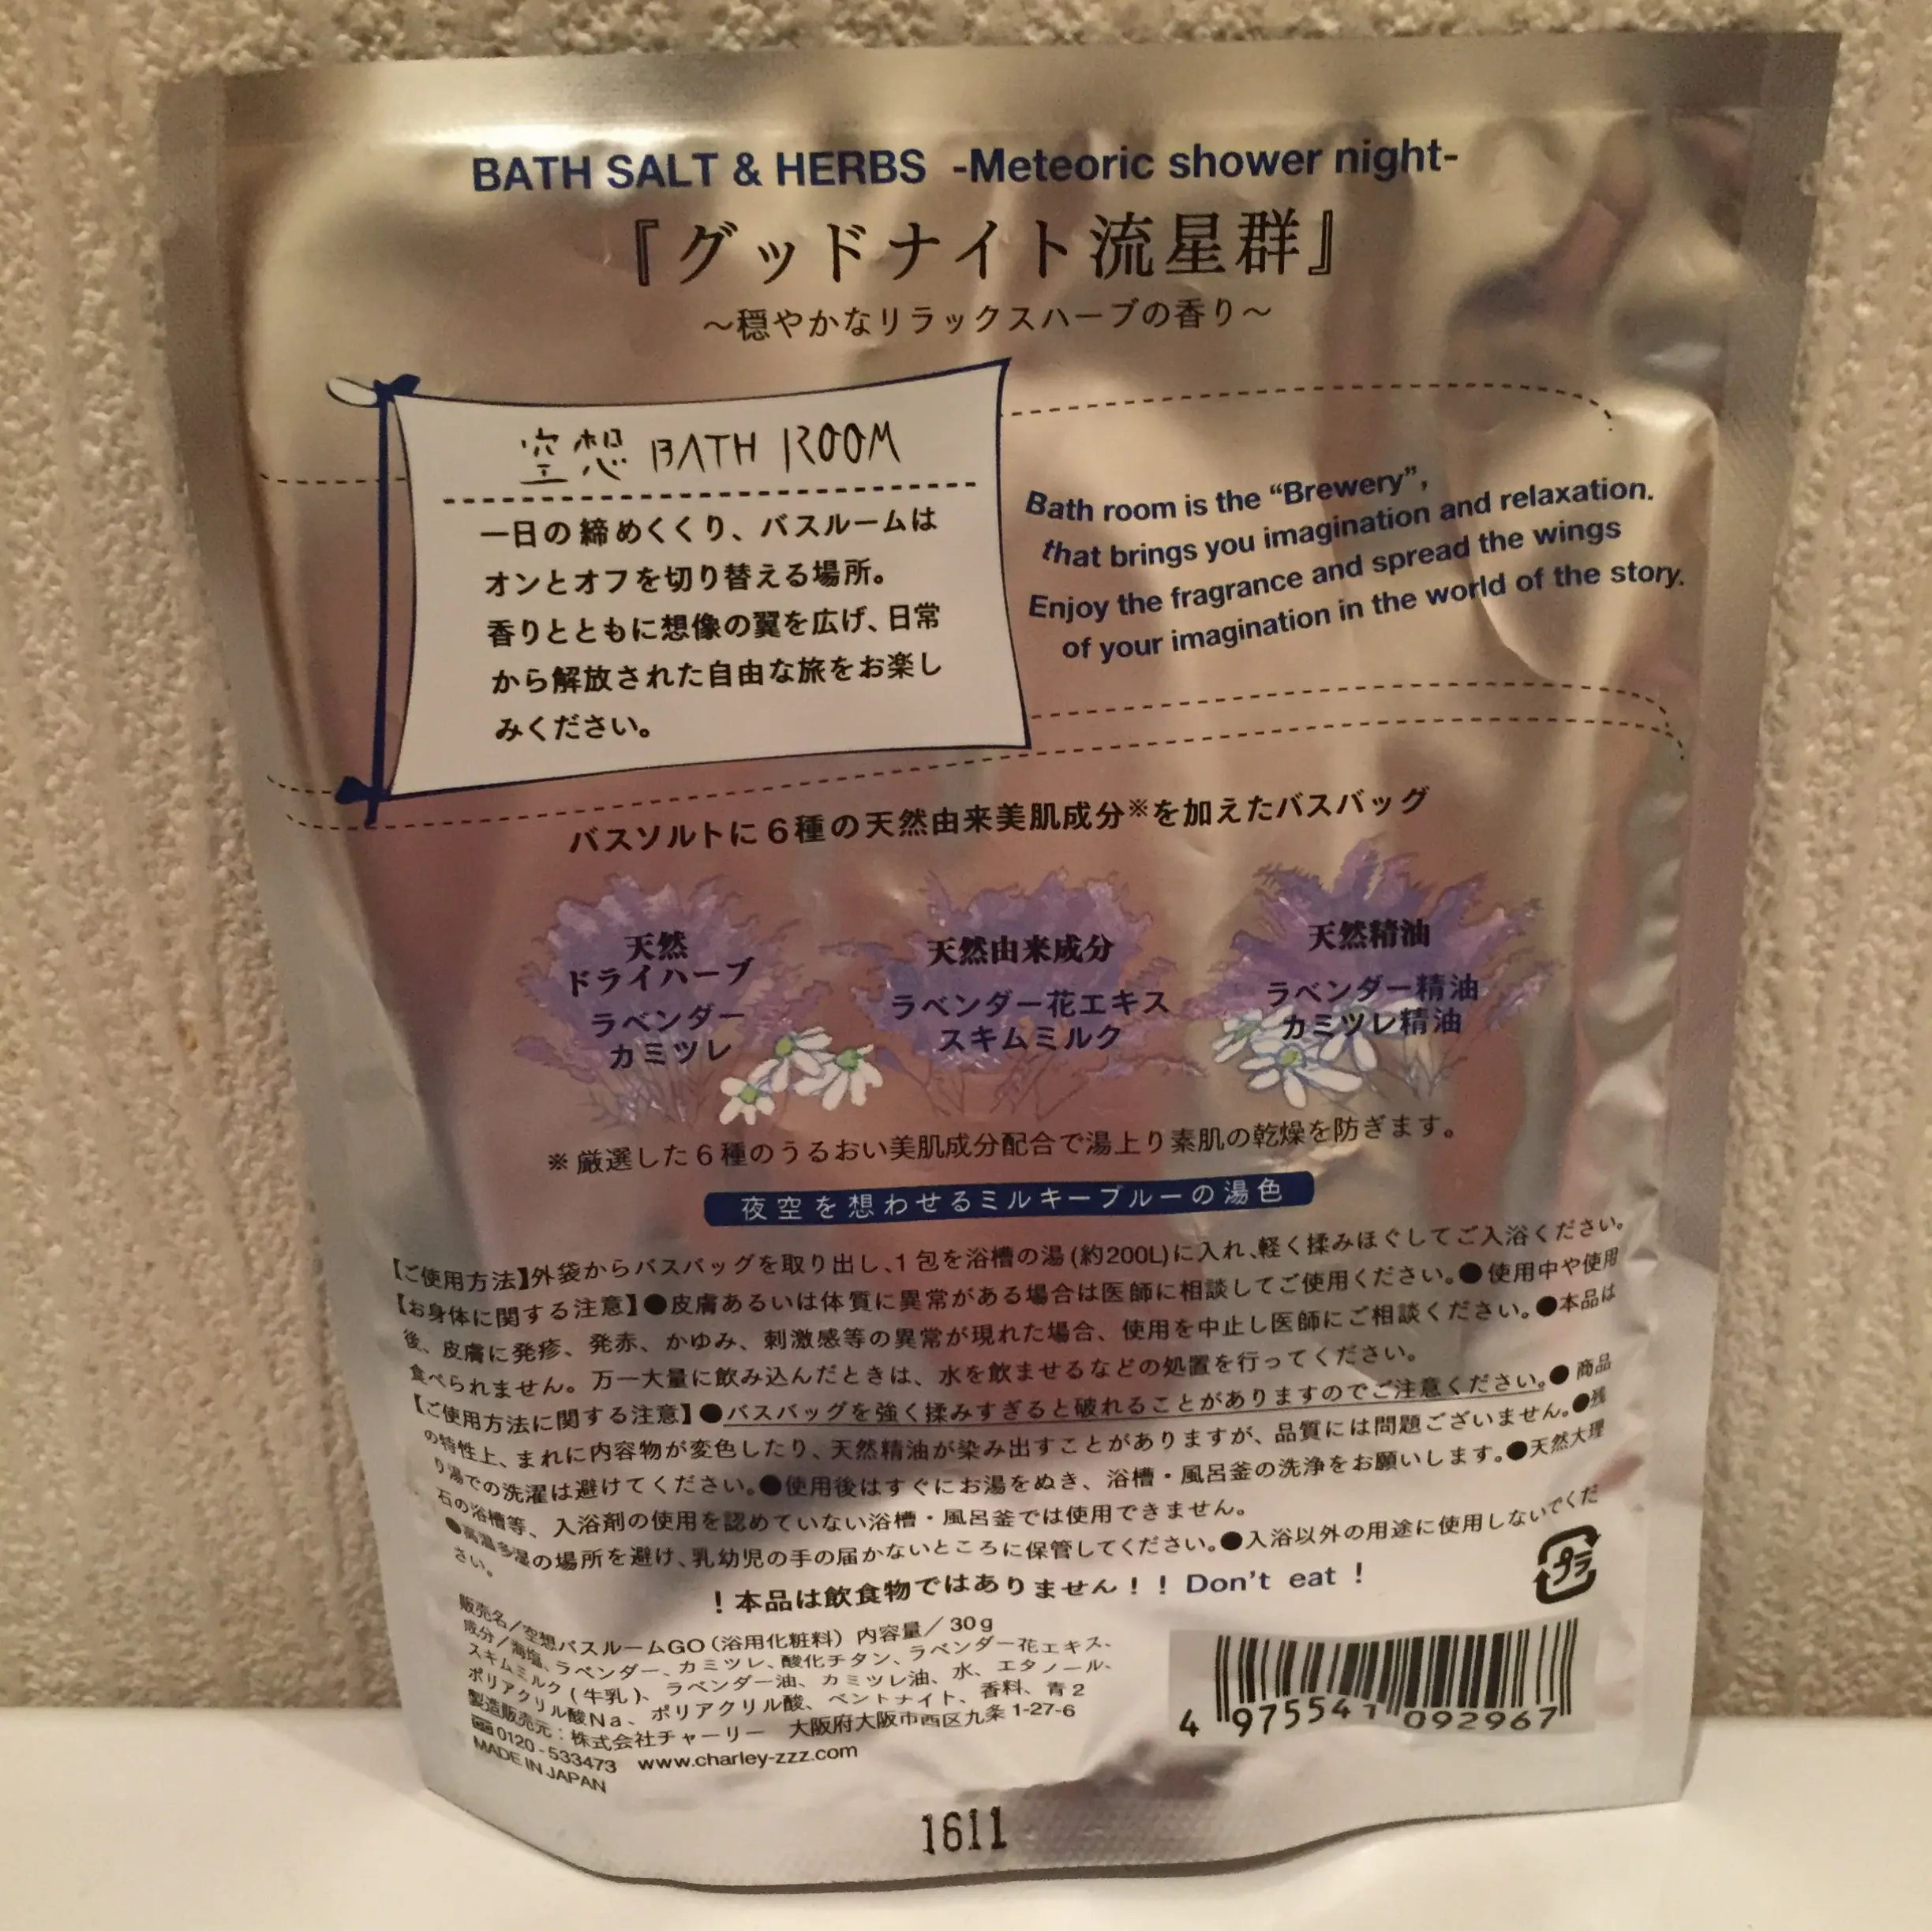 BATH SALT & HERBS -Meteoric shower night-
『グッドナイト流星群』
～穏やかなリラックスハーブの香り～
空想 BATH ROOM
一日の締めくくり、バスルームは
オンとオフを切り替える場所。
香りとともに想像の翼を広げ、日常
から解放された自由な旅をお楽し
みください。
Bath room is the “Brewery”,
that brings you imagination and relaxation.
Enjoy the fragrance and spread the wings
of your imagination in the world of the story.
バスソルトに6種の天然由来美肌成分※を加えたバスバッグ
天然
ドライハーブ
ラベンダー
カミツレ
天然由来成分
ラベンダー花エキス
スキムミルク
天然精油
ラベンダー精油
カミツレ精油
※厳選した6種のうるおい美肌成分配合で湯上り素肌の乾燥を防ぎます。
夜空を想わせるミルキーブルーの湯色
【ご使用方法】外袋からバスバッグを取り出し、1包を浴槽の湯(約200L)に入れ、軽く揉みほぐしてご入浴ください。
【お身体に関する注意】●皮膚あるいは体質に異常がある場合は医師に相談してご使用ください。●使用中や使用
後、皮膚に発疹、発赤、かゆみ、刺激感等の異常が現れた場合、使用を中止し医師にご相談ください。●本品は
食べられません。万一大量に飲み込んだときは、水を飲ませるなどの処置を行ってください。
【ご使用方法に関する注意】●バスバッグを強く揉みすぎると破れることがありますのでご注意ください。●商品
の特性上、まれに内容物が変色したり、天然精油が染み出すことがありますが、品質には問題ございません。●残
り湯での洗濯は避けてください。●使用後はすぐにお湯をぬき、浴槽・風呂釜の洗浄をお願いします。●天然大理
石の浴槽等、入浴剤の使用を認めていない浴槽・風呂釜では使用できません。
●高温多湿の場所を避け、乳幼児の手の届かないところに保管してください。●入浴以外の用途に使用しないでくだ
さい。
！本品は飲食物ではありません！！Don't eat！
プラ
販売名／空想バスルームGO（浴用化粧料）内容量／30g
成分／海塩、ラベンダー、カミツレ、酸化チタン、ラベンダー花エキス、
スキムミルク(牛乳)、ラベンダー油、カミツレ油、水、エタノール、
ポリアクリル酸Na、ポリアクリル酸、ベントナイト、香料、青2
製造販売元：株式会社チャーリー 大阪府大阪市西区九条1-27-6
0120-533473 www.charley-zzz.com
MADE IN JAPAN
4 975541 092967
1611